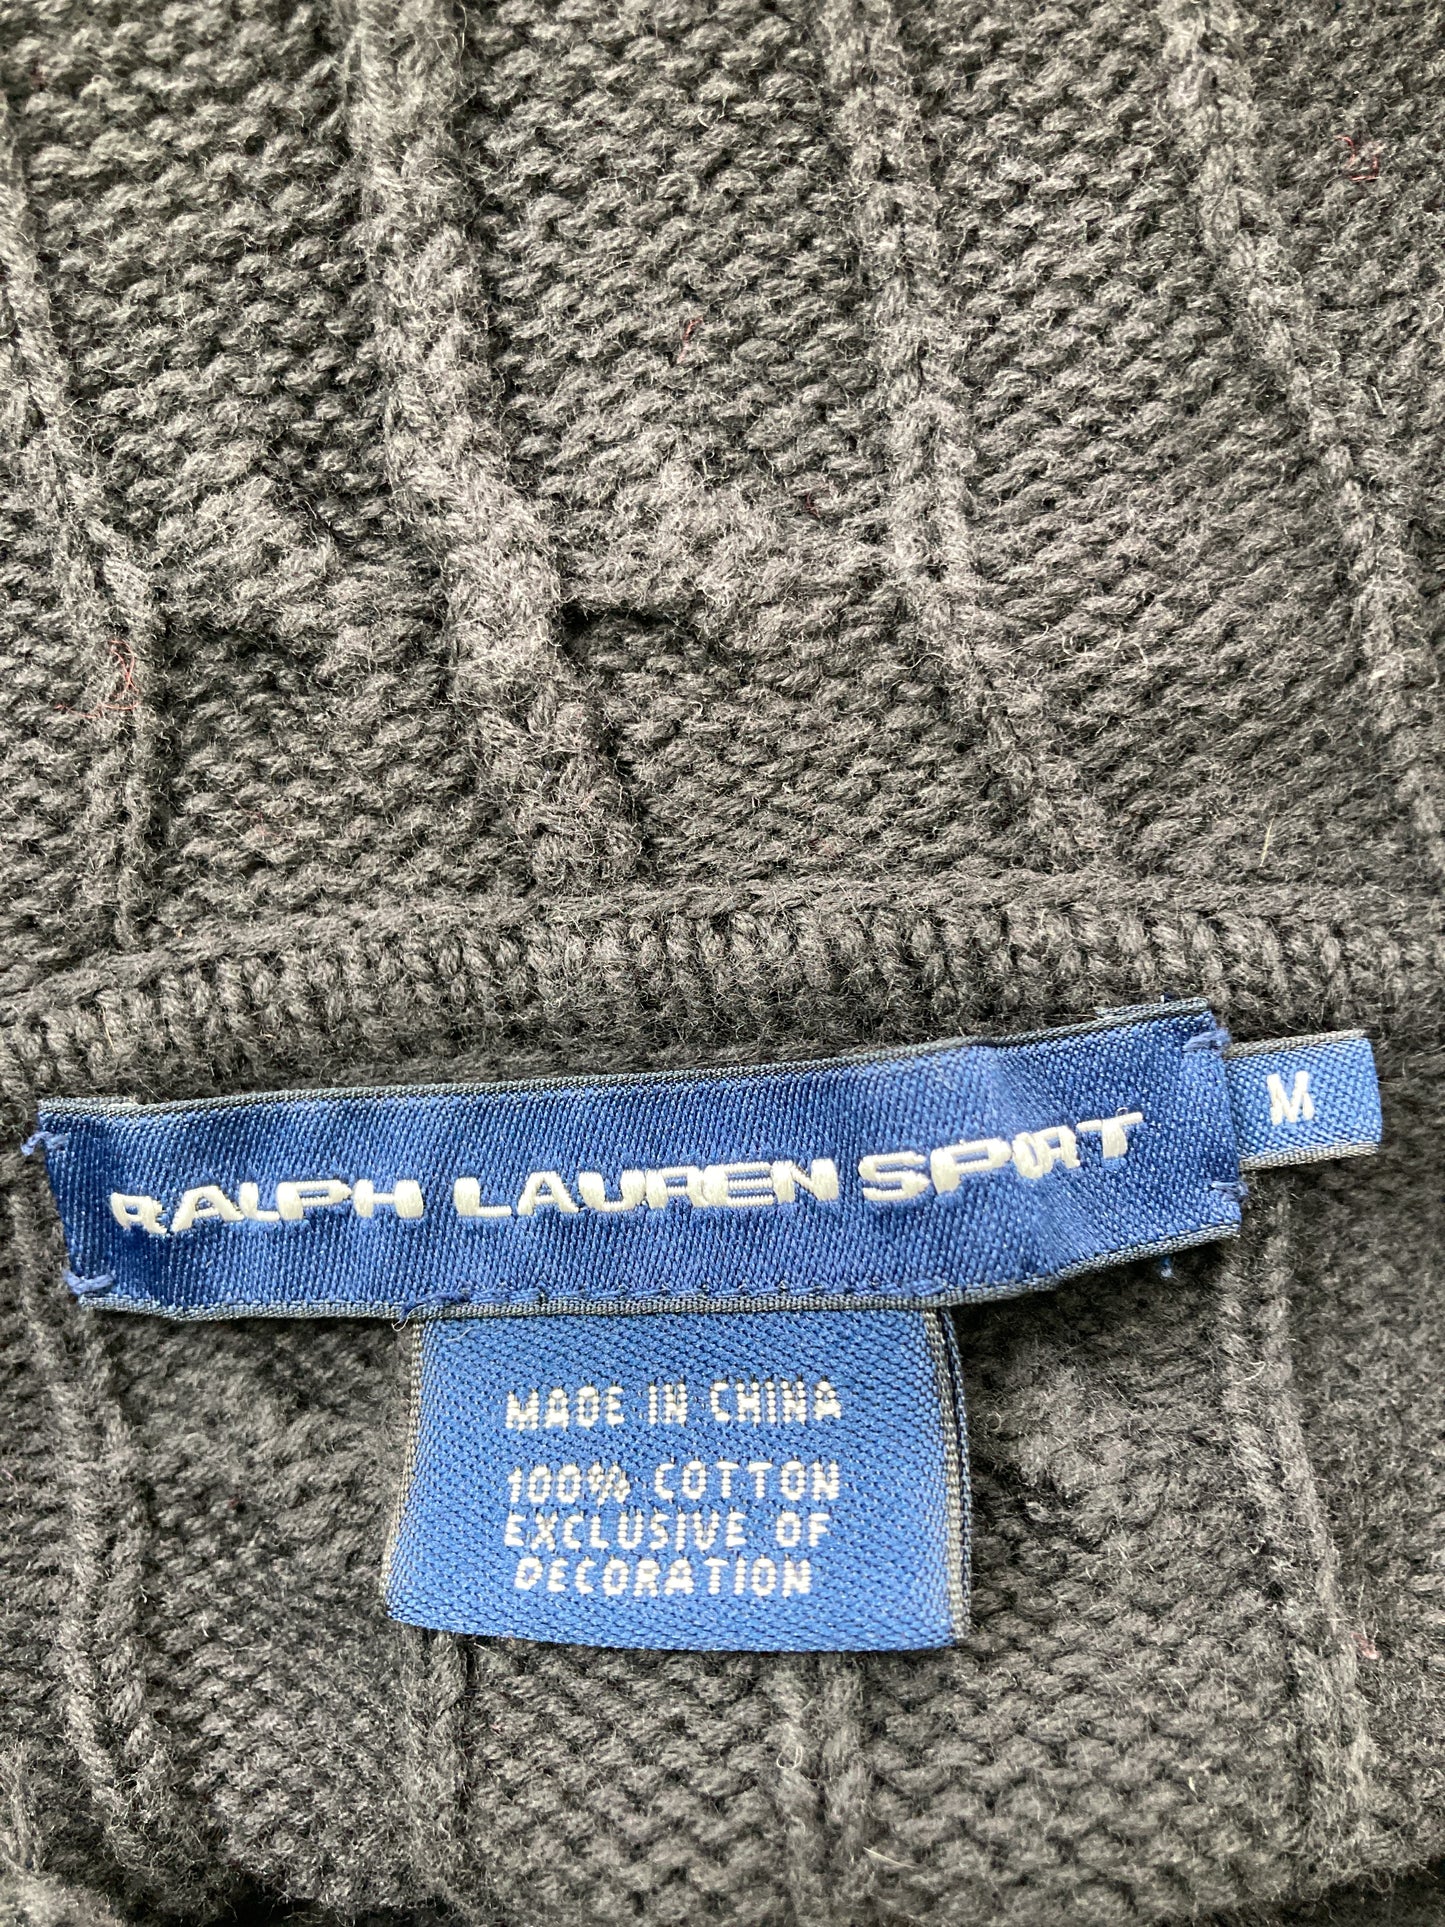 RALPH LAUREN SPORT
M
MADE IN CHINA
100% COTTON
EXCLUSIVE OF
DECORATION